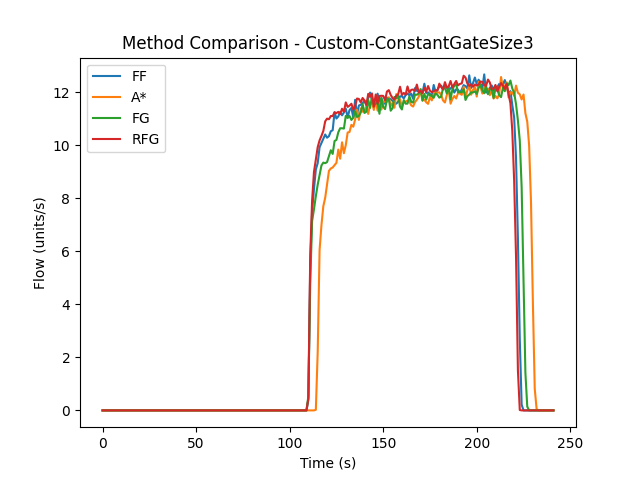 Method Comparison - Custom-ConstantGateSize3
FF
A*
FG
RFG
Flow (units/s)
12
10
8
6
4
2
0
0 50 100 150 200 250
Time (s)